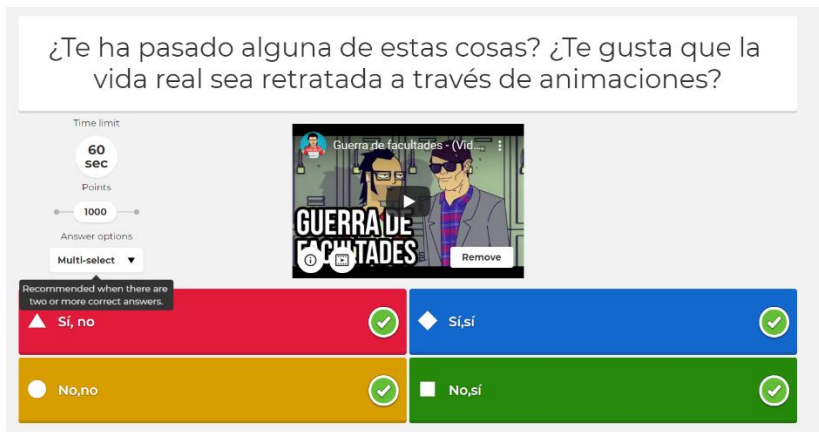 ¿Te ha pasado alguna de estas cosas? ¿Te gusta que la
vida real sea retratada a través de animaciones?
Time limit
60
sec
Points
1000
Answer options
Multi-select
Recommended when there are
two or more correct answers.
Guerra de facultades - (Vid...
GUERRA DE
FACULTADES
Remove
Sí, no
Sí,sí
No,no
No,sí